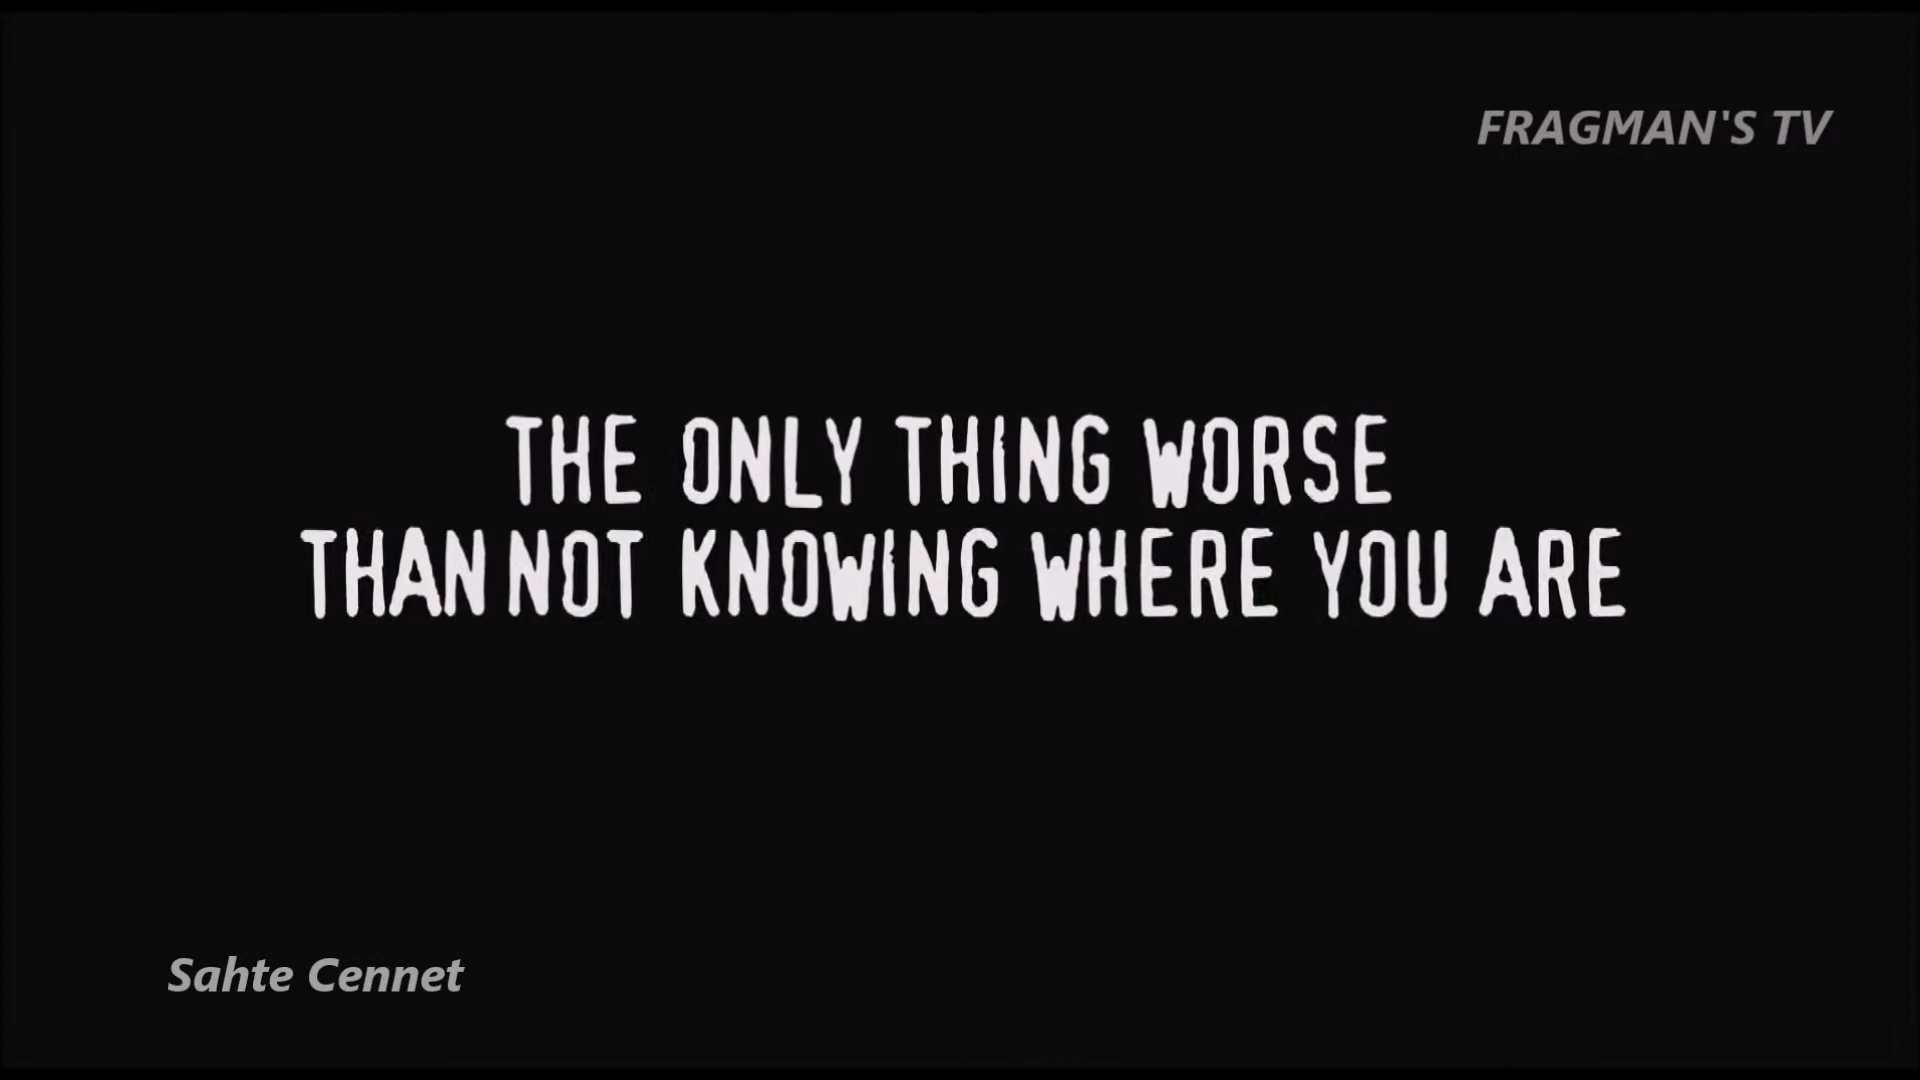 FRAGMAN'S TV
THE ONLY THING WORSE
THAN NOT KNOWING WHERE YOU ARE
Sahte Cennet